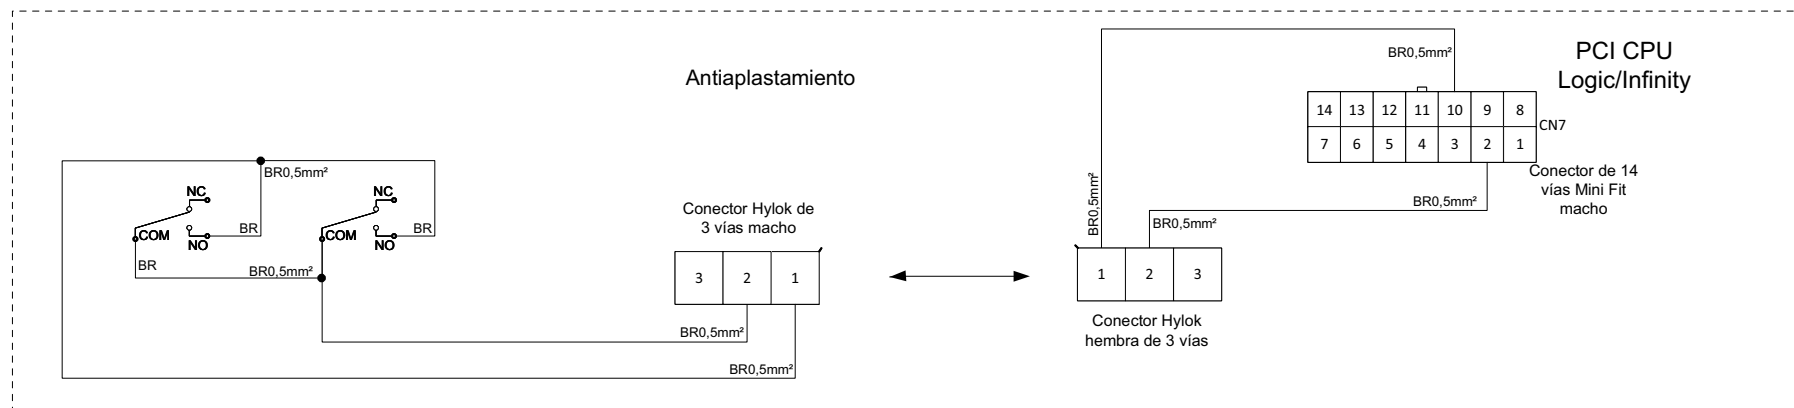 Antiaplastamiento
PCI CPU
Logic/Infinity
BR0,5mm²
14 13 12 11 10 9 8
7 6 5 4 3 2 1
CN7
Conector de 14
vías Mini Fit
macho
BR0,5mm²
BR0,5mm²
BR0,5mm²
1 2 3
Conector Hylok
hembra de 3 vías
BR0,5mm²
NC
COM
NO
BR
BR
NC
COM
NO
BR
BR0,5mm²
Conector Hylok de
3 vías macho
3 2 1
BR0,5mm²
BR0,5mm²